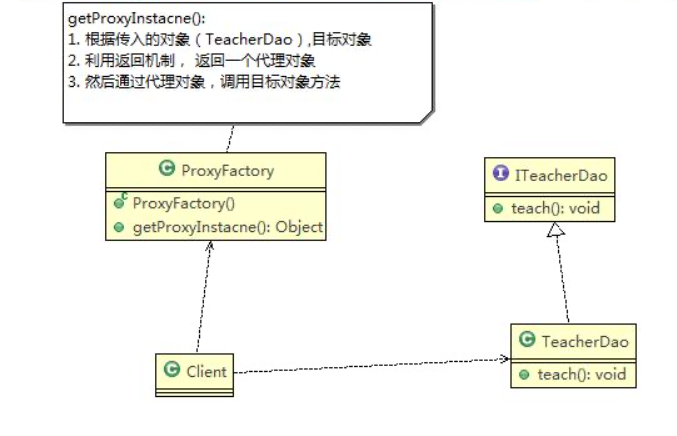 getProxyInstacne():
1. 根据传入的对象（TeacherDao）,目标对象
2. 利用返回机制， 返回一个代理对象
3. 然后通过代理对象，调用目标对象方法
C ProxyFactory
C ProxyFactory()
getProxyInstacne(): Object
I ITeacherDao
teach(): void
C Client
C TeacherDao
teach(): void